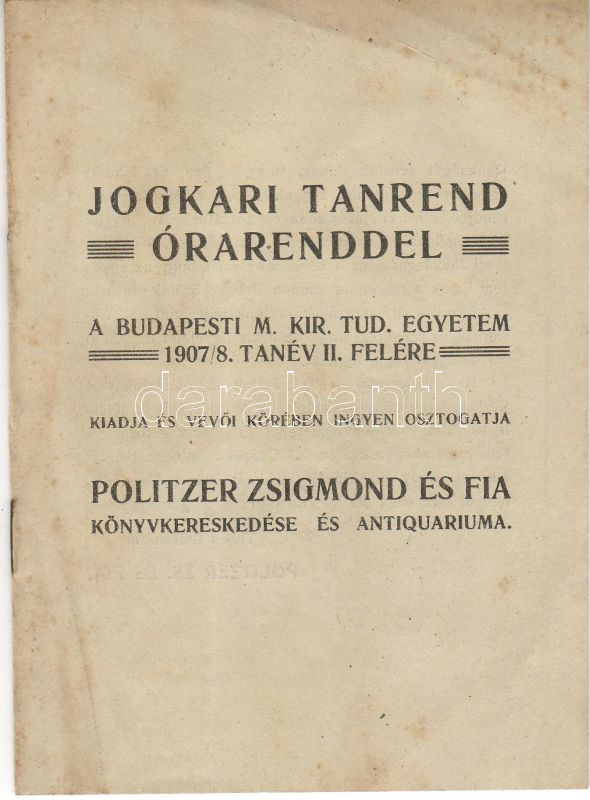 JOGKARI TANREND
ÓRARENDDEL
A BUDAPESTI M. KIR. TUD. EGYETEM
1907/8. TANÉV II. FELÉRE
darabanth
KIADJA ÉS VEVŐI KÖRÉBEN INGYEN OSZTOGATJA
POLITZER ZSIGMOND ÉS FIA
KÖNYVKERESKEDÉSE ÉS ANTIQUARIUMA.